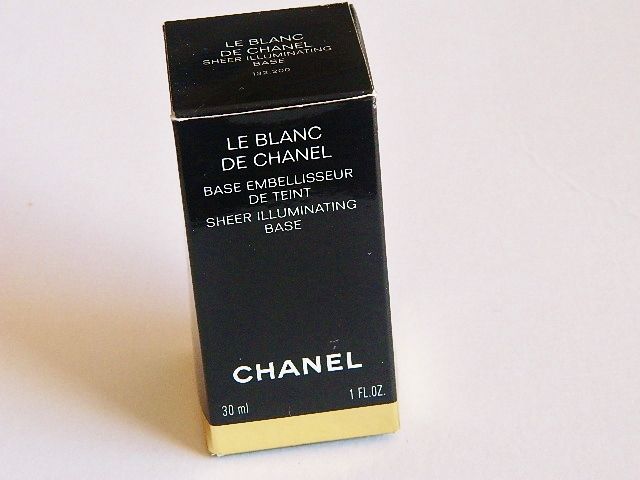 LE BLANC
DE CHANEL
SHEER ILLUMINATING
BASE
LE BLANC
DE CHANEL
BASE EMBELLISSEUR
DE TEINT
SHEER ILLUMINATING
BASE
CHANEL
30 ml 1 FL.OZ.